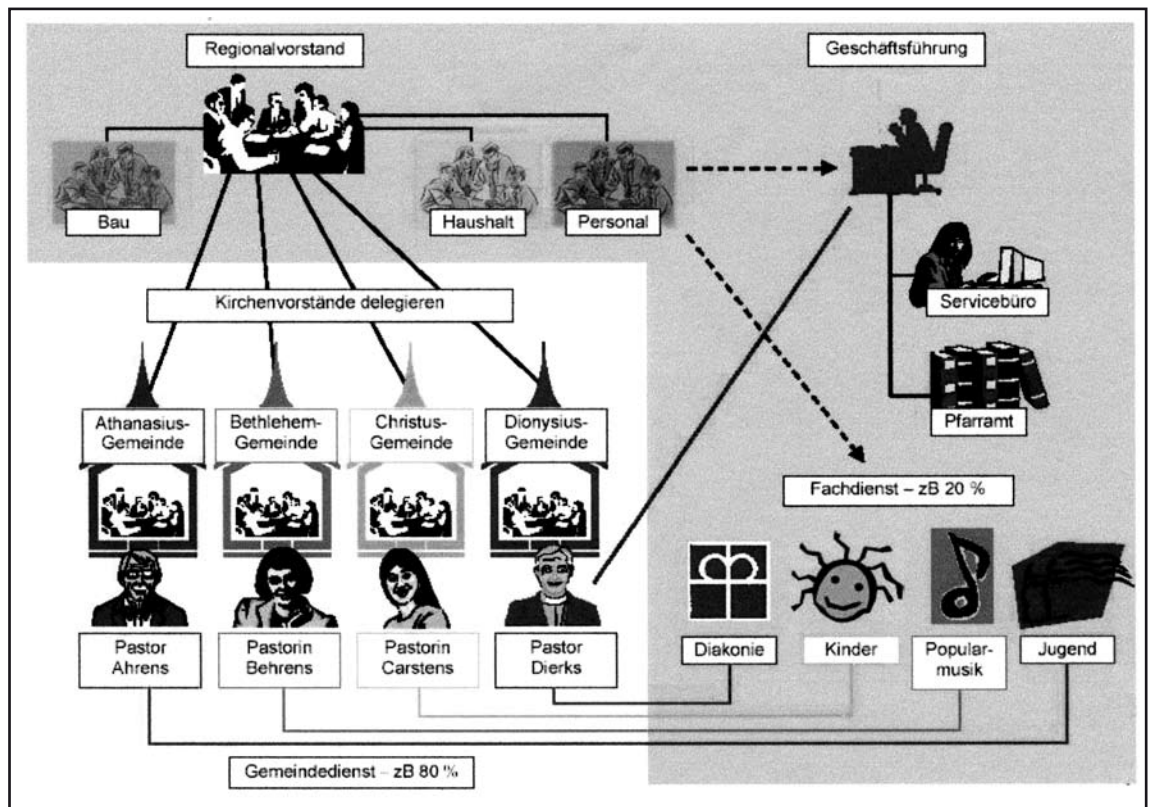 Regionalvorstand
Geschäftsführung
Bau
Haushalt
Personal
Servicebüro
Kirchenvorstände delegieren
Pfarramt
Athanasius-
Gemeinde
Bethlehem-
Gemeinde
Christus-
Gemeinde
Dionysius-
Gemeinde
Fachdienst – zB 20 %
Pastor
Ahrens
Pastorin
Behrens
Pastorin
Carstens
Pastor
Dierks
Diakonie
Kinder
Popular-
musik
Jugend
Gemeindedienst – zB 80 %